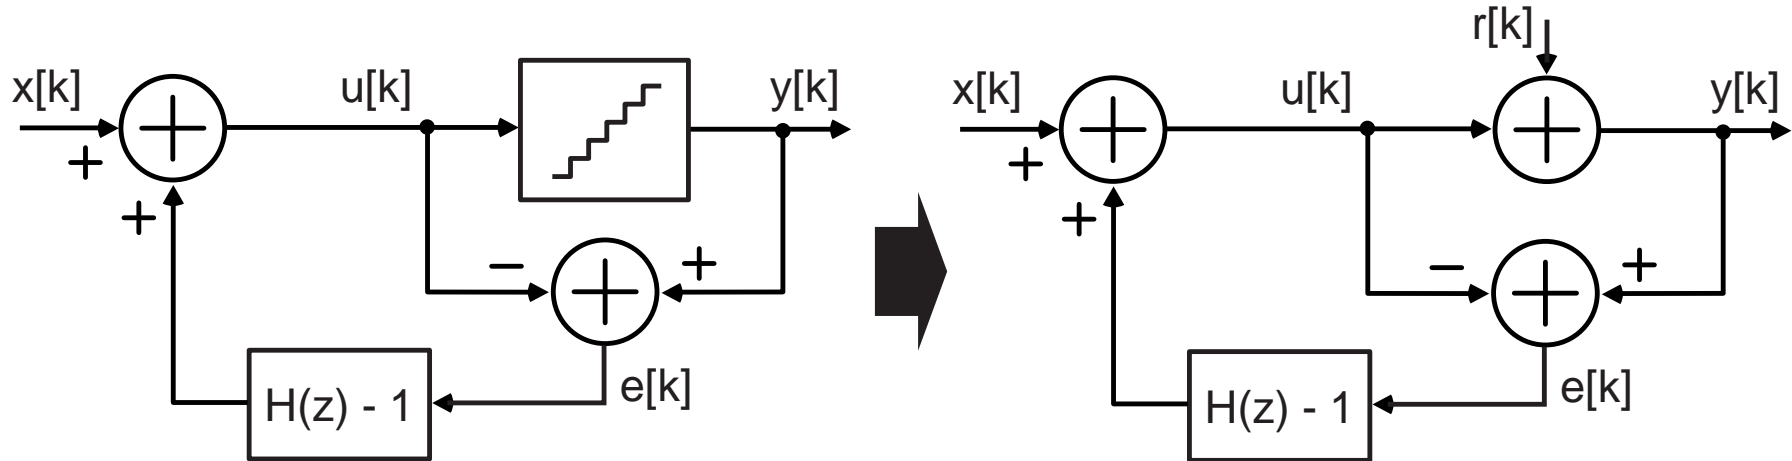 x[k]
u[k]
y[k]
+
+
−
+
e[k]
H(z) - 1
r[k]
x[k]
u[k]
y[k]
+
+
−
+
e[k]
H(z) - 1